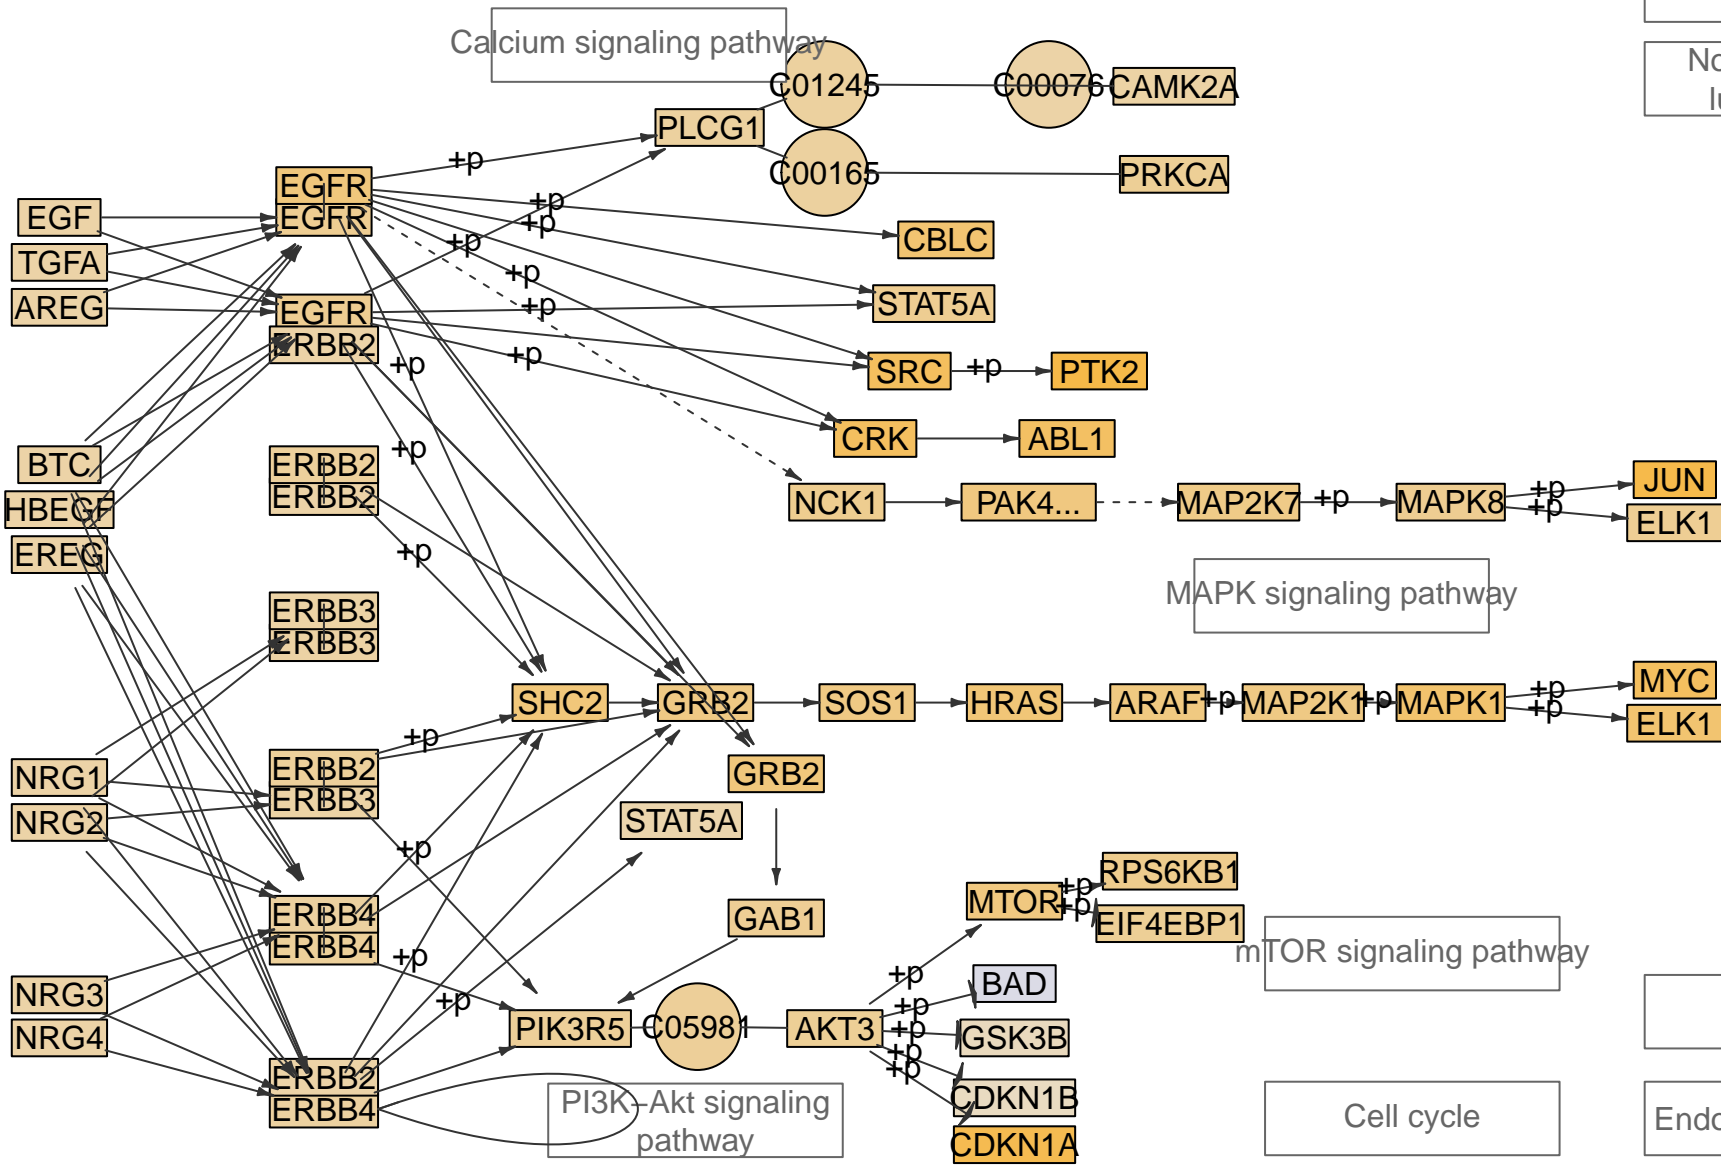 Calcium signaling pathway
No
lu
C01245
C00076
CAMK2A
PLCG1
C00165
PRKCA
+p
EGFR
EGFR
EGF
TGFA
AREG
+p
+p
+p
CBLC
+p
+p
STAT5A
EGFR
ERBB2
+p
+p
SRC
+p
PTK2
CRK
ABL1
+p
BTC
HBEGF
EREG
ERBB2
ERBB2
NCK1
PAK4...
MAP2K7
+p
MAPK8
+p
+p
JUN
ELK1
+p
MAPK signaling pathway
ERBB3
ERBB3
SHC2
GRB2
SOS1
HRAS
ARAF
+p
MAP2K1
+p
MAPK1
+p
+p
MYC
ELK1
+p
NRG1
NRG2
ERBB2
ERBB3
GRB2
STAT5A
+p
RPS6KB1
+p
+p
MTOR
EIF4EBP1
ERBB4
ERBB4
GAB1
mTOR signaling pathway
+p
+p
BAD
NRG3
NRG4
+p
PIK3R5
C05981
AKT3
+p
+p
+p
+p
GSK3B
ERBB2
ERBB4
PI3K–Akt signaling
pathway
CDKN1B
CDKN1A
Cell cycle
Endo